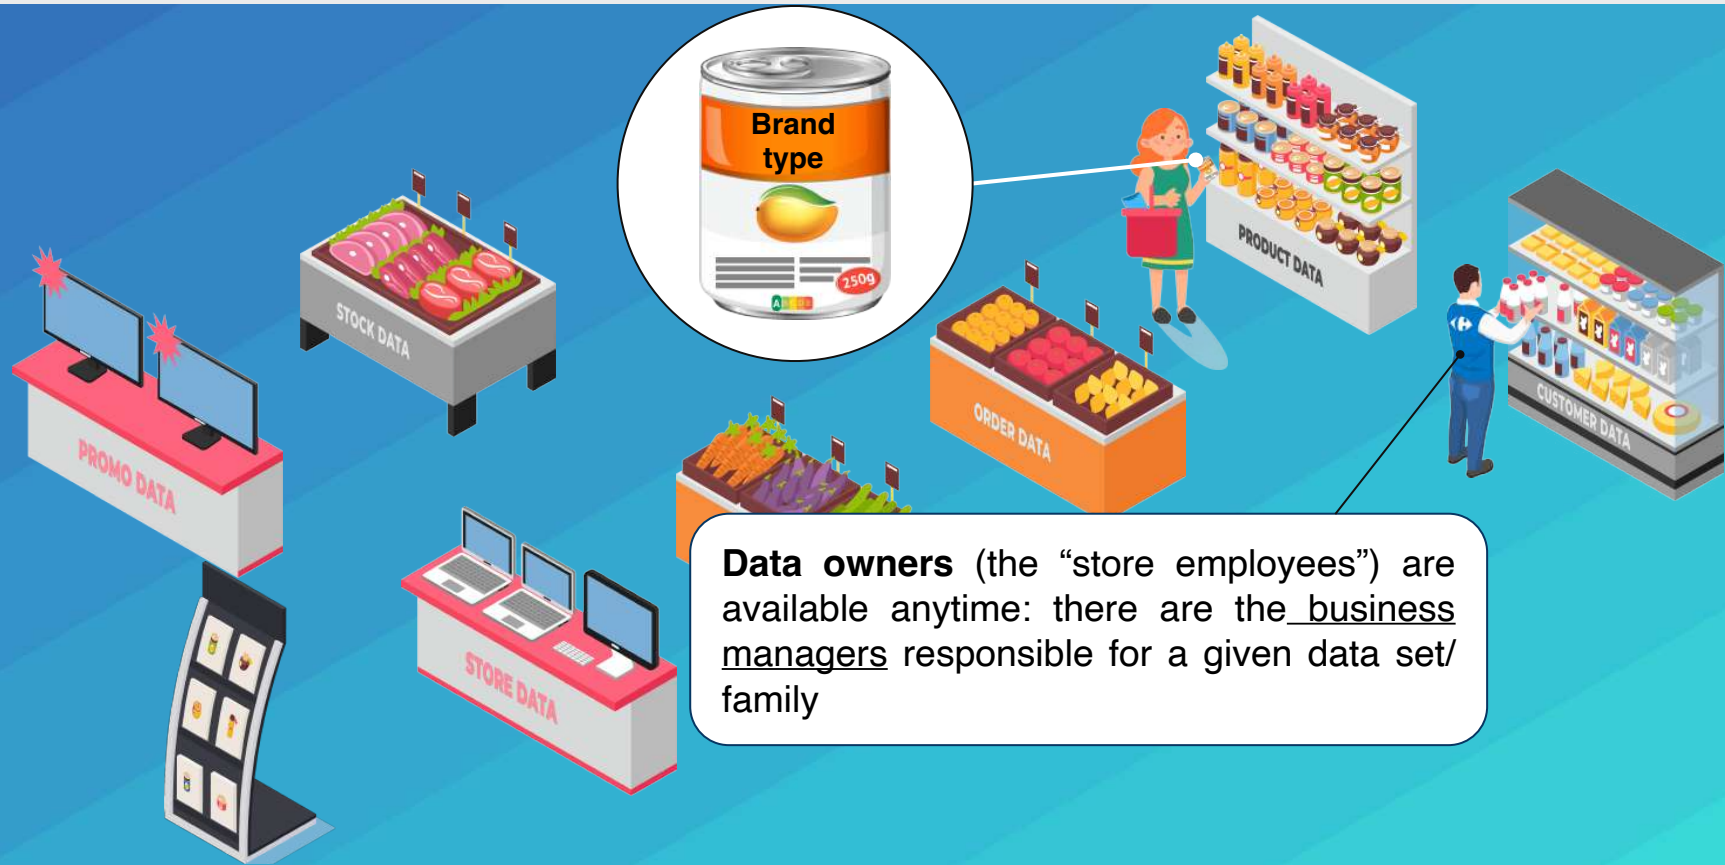 Brand
type
250g
A
PRODUCT DATA
STOCK DATA
CUSTOMER DATA
ORDER DATA
PROMO DATA
STORE DATA
Data owners (the “store employees”) are
available anytime: there are the business
managers responsible for a given data set/
family